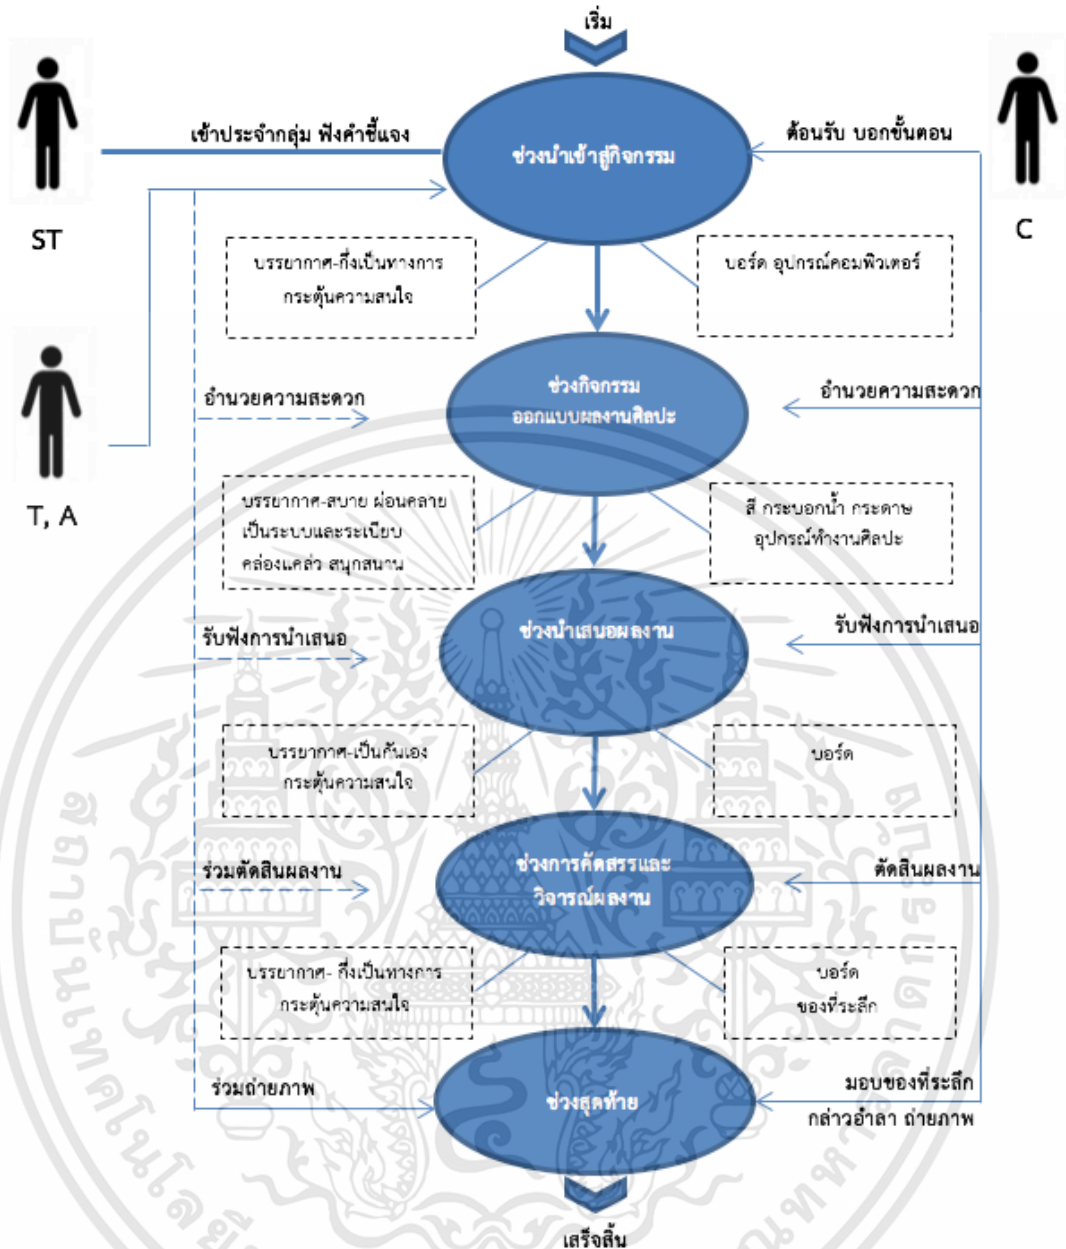 เริ่ม
เข้าประจำกลุ่ม ฟังคำชี้แจง
ช่วงนำเข้าสู่กิจกรรม
ต้อนรับ บอกขั้นตอน
ST
C
บรรยากาศ-กึ่งเป็นทางการ
กระตุ้นความสนใจ
บอร์ด อุปกรณ์คอมพิวเตอร์
T, A
อำนวยความสะดวก
ช่วงกิจกรรม
ออกแบบผลงานศิลปะ
อำนวยความสะดวก
บรรยากาศ-สบาย ผ่อนคลาย
เป็นระบบและระเบียบ
คล่องแคล่ว สนุกสนาน
สี กระบอกน้ำ กระดาษ
อุปกรณ์ทำงานศิลปะ
รับฟังการนำเสนอ
ช่วงนำเสนอผลงาน
รับฟังการนำเสนอ
บรรยากาศ-เป็นกันเอง
กระตุ้นความสนใจ
บอร์ด
ร่วมตัดสินผลงาน
ช่วงการคัดสรรและ
วิจารณ์ผลงาน
ตัดสินผลงาน
บรรยากาศ- กึ่งเป็นทางการ
กระตุ้นความสนใจ
บอร์ด
ของที่ระลึก
ร่วมถ่ายภาพ
ช่วงสุดท้าย
มอบของที่ระลึก
กล่าวอำลา ถ่ายภาพ
เสร็จสิ้น